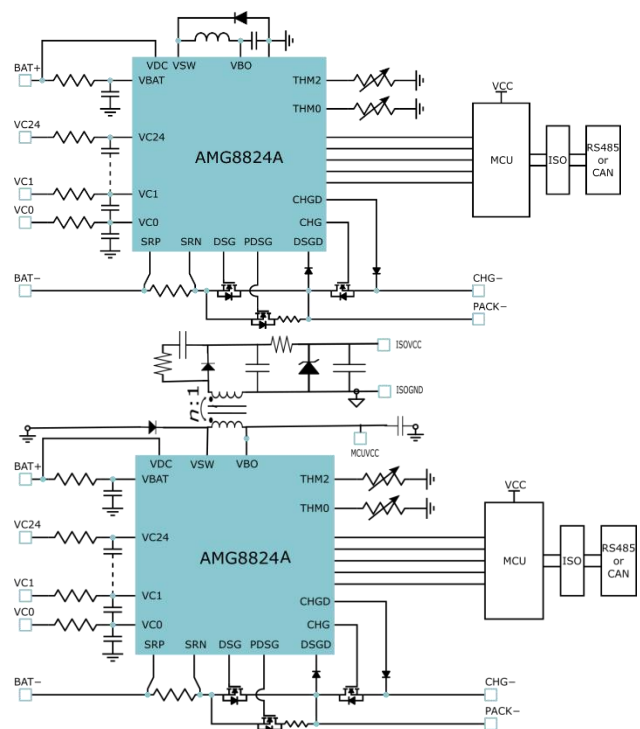 BAT+
VDC
VSW
VBO
VBAT
THM2
THM0
VCC
VC24
VC24
AMG8824A
MCU
ISO
RS485
or
CAN
VC1
VC1
VC0
VC0
CHGD
CHG
SRP
SRN
DSG
PDSG
DSGD
BAT−
CHG−
PACK−
ISOVCC
ISOGND
n:1
MCUVCC
BAT+
VDC
VSW
VBO
VBAT
THM2
THM0
VCC
VC24
VC24
AMG8824A
MCU
ISO
RS485
or
CAN
VC1
VC1
VC0
VC0
CHGD
CHG
SRP
SRN
DSG
PDSG
DSGD
BAT−
CHG−
PACK−